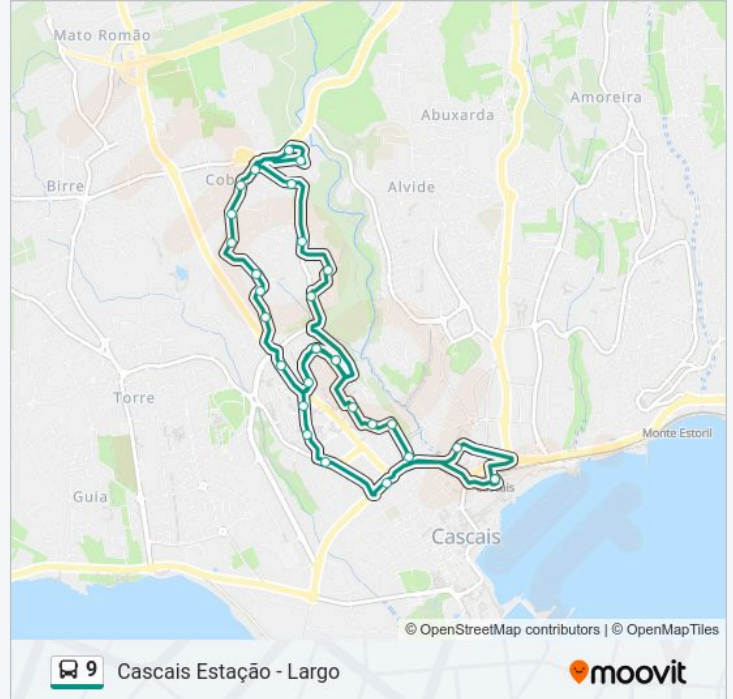 Mato Romão
Amoreira
Abuxarda
Birre
Alvide
Torre
Monte Estoril
Guia
Cascais
© OpenStreetMap contributors | © OpenMapTiles
9 Cascais Estação - Largo
moovit